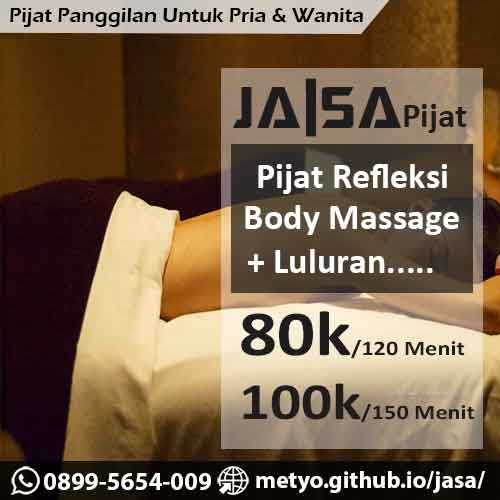 Pijat Panggilan Untuk Pria & Wanita
JA|SA Pijat
Pijat Refleksi
Body Massage
+ Luluran.....
80k/120 Menit
100k/150 Menit
0899-5654-009 metyo.github.io/jasa/